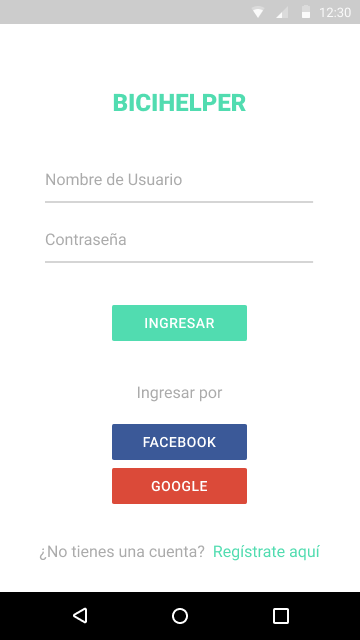 12:30
BICIHELPER
Nombre de Usuario
Contraseña
INGRESAR
Ingresar por
FACEBOOK
GOOGLE
¿No tienes una cuenta? Regístrate aquí